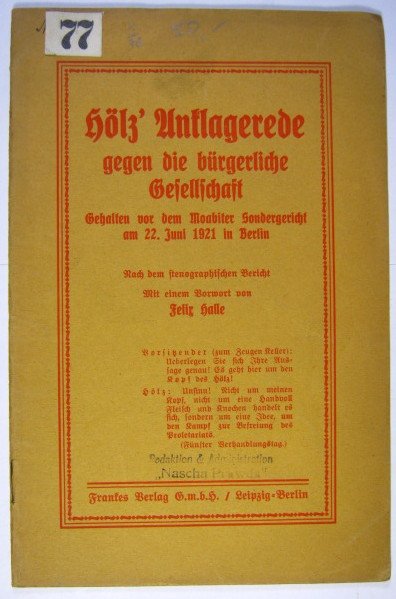 77
Hölz' Anklagerede
gegen die bürgerliche
Gesellschaft
Gehalten vor dem Moabiter Sondergericht
am 22. Juni 1921 in Berlin
Nach dem stenographischen Bericht
Mit einem Vorwort von
Felix Halle
Vorsitzender (zum Zeugen Keller):
Ueberlegen Sie sich Ihre Aus-
sage genau! Es geht hier um den
Kopf des Hölz!
Hölz: Unsinn! Nicht um meinen
Kopf, nicht um eine Handvoll
Fleisch und Knochen handelt es
sich, sondern um eine Idee, um
den Kampf zur Befreiung des
Proletariats.
(Fünfter Verhandlungstag.)
Redaktion & Administration
„Nascha Prawda"
Frankes Verlag G.m.b.H. / Leipzig-Berlin